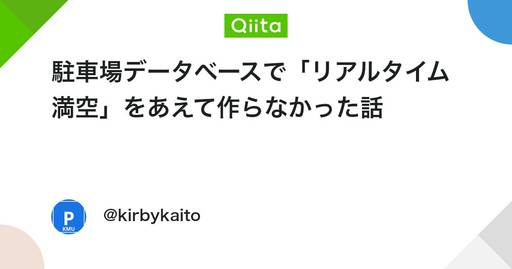 Qiita
駐車場データベースで「リアルタイム
満空」をあえて作らなかった話
P
KMU
@kirbykaito